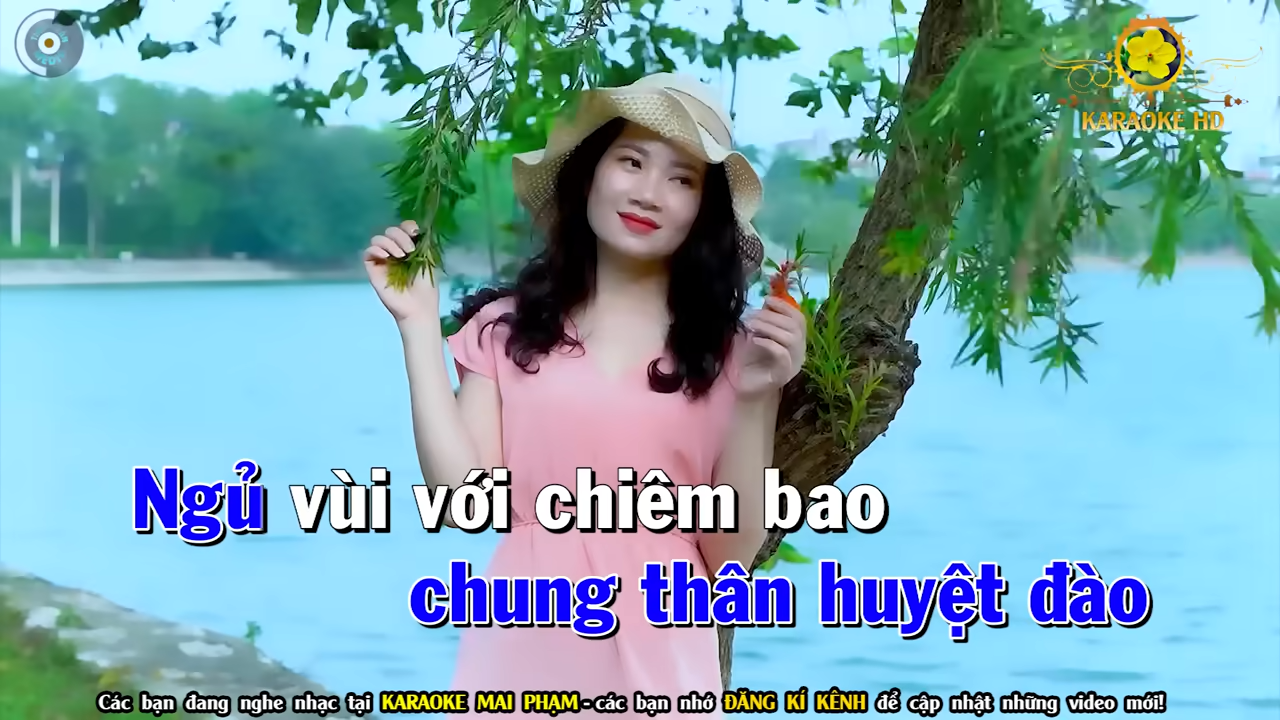 KARAOKE HD
Ngủ vùi với chiêm bao
chung thân huyệt đào
Các bạn đang nghe nhạc tại KARAOKE MAI PHẠM - các bạn nhớ ĐĂNG KÍ KÊNH để cập nhật những video mới!